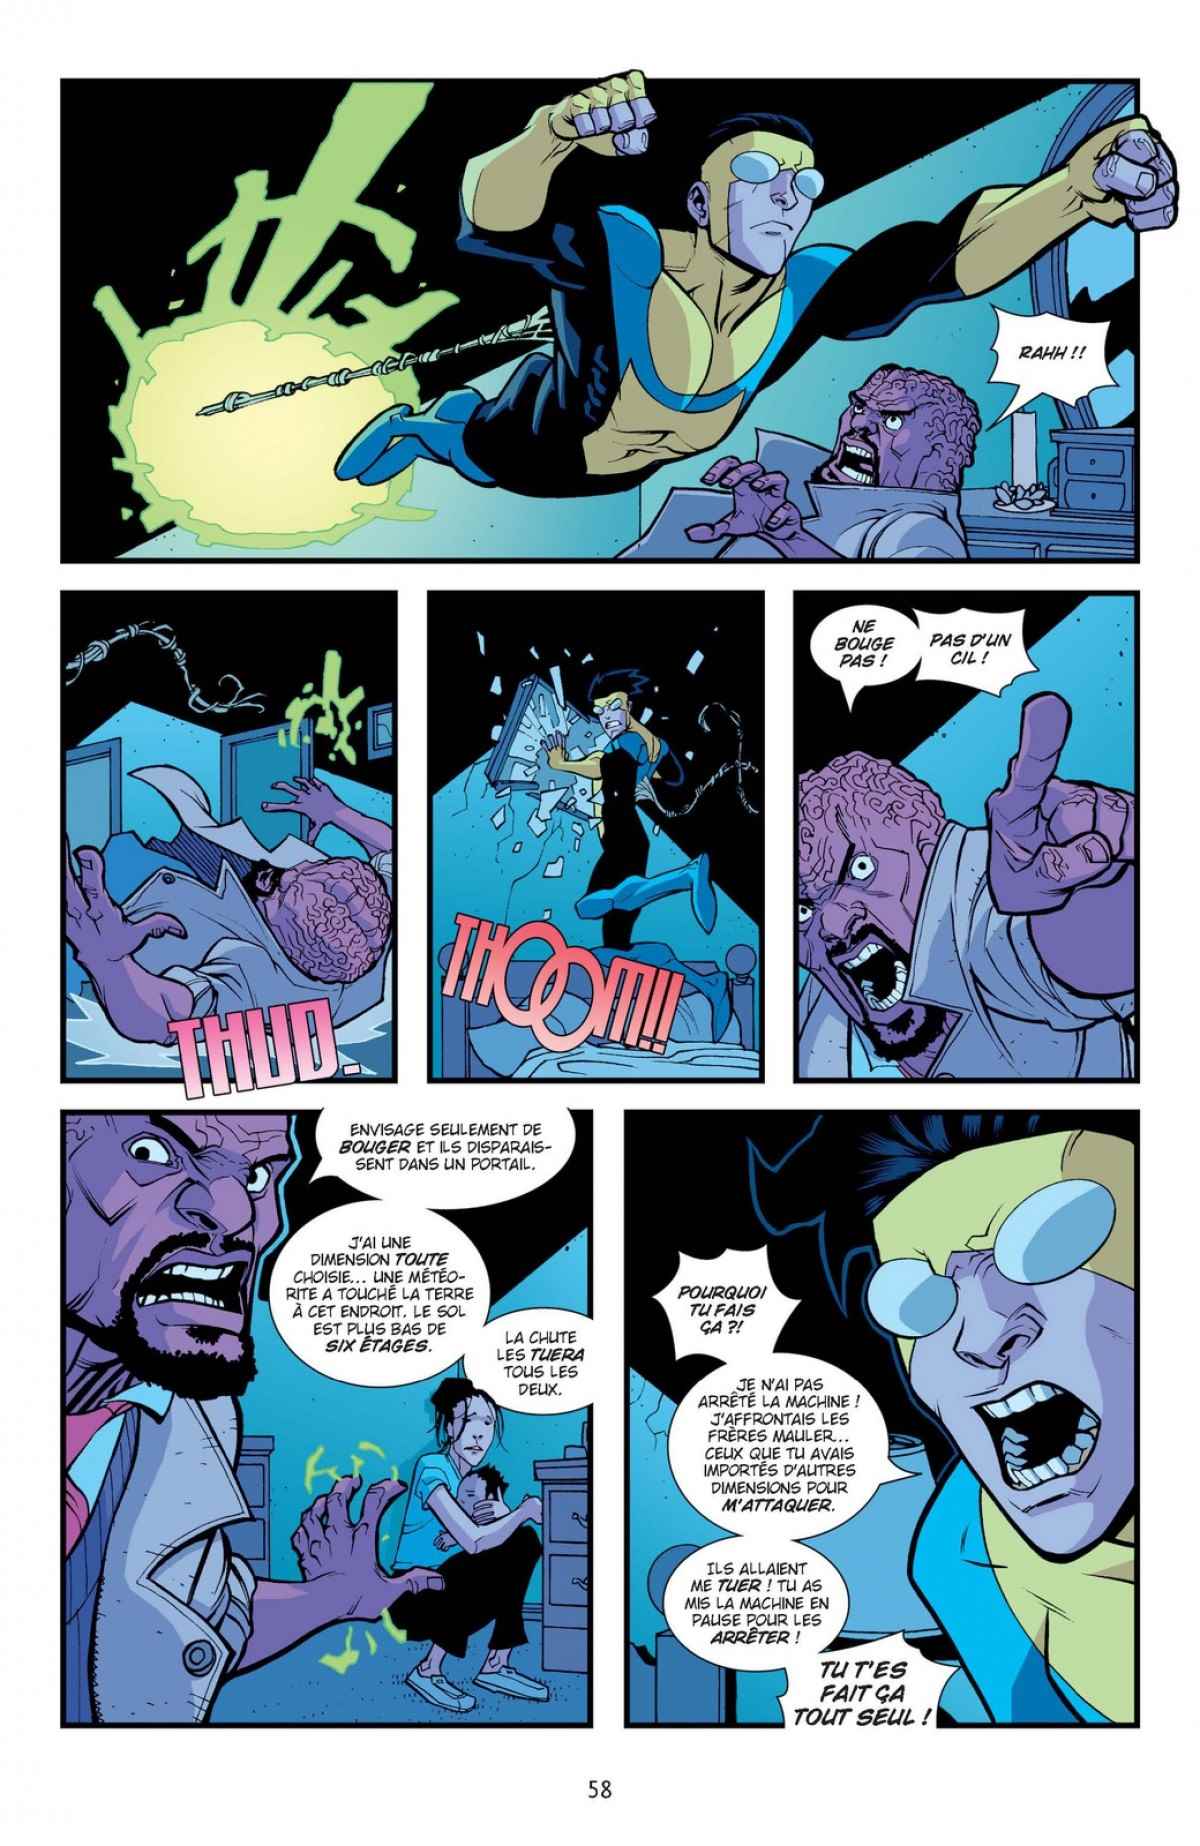 RAHH !!
THUD.
THOOM!!
NE
BOUGE
PAS !
PAS D'UN
CIL !
ENVISAGE SEULEMENT DE
BOUGER ET ILS DISPARAIS-
SENT DANS UN PORTAIL.
J'AI UNE
DIMENSION TOUTE
CHOISIE... UNE MÉTÉO-
RITE A TOUCHÉ LA TERRE
À CET ENDROIT. LE SOL
EST PLUS BAS DE
SIX ÉTAGES.
LA CHUTE
LES TUERA
TOUS LES
DEUX.
POURQUOI
TU FAIS
ÇA ?!
JE N'AI PAS
ARRÊTÉ LA MACHINE !
J'AFFRONTAIS LES
FRÈRES MAULER...
CEUX QUE TU AVAIS
IMPORTÉS D'AUTRES
DIMENSIONS POUR
M'ATTAQUER.
ILS ALLAIENT
ME TUER ! TU AS
MIS LA MACHINE EN
PAUSE POUR LES
ARRÊTER !
TU T'ES
FAIT ÇA
TOUT SEUL !
58